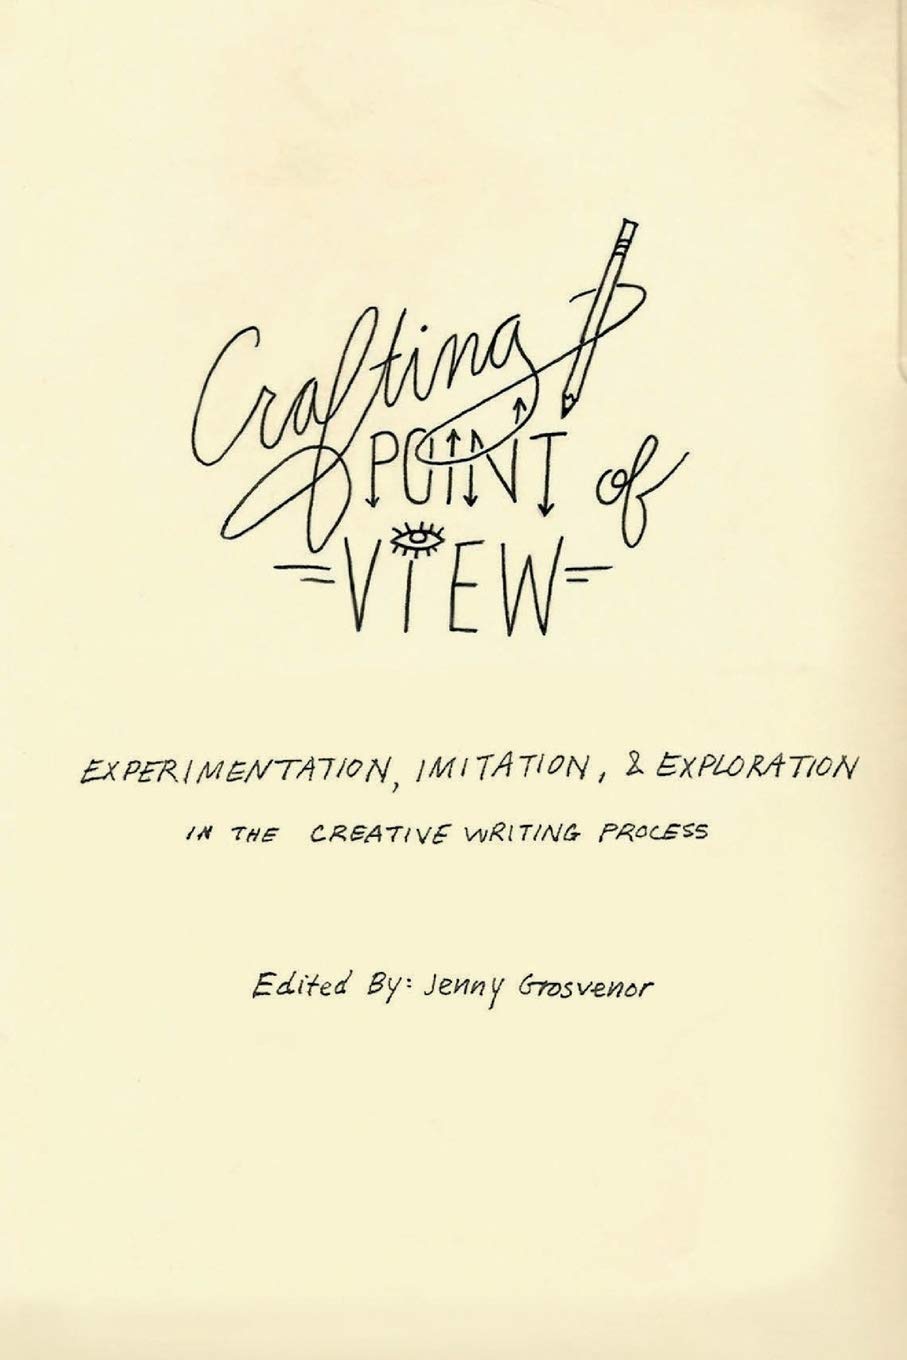 Crafting
POINT of
VIEW
EXPERIMENTATION, IMITATION, & EXPLORATION
IN THE CREATIVE WRITING PROCESS
Edited By: Jenny Grosvenor